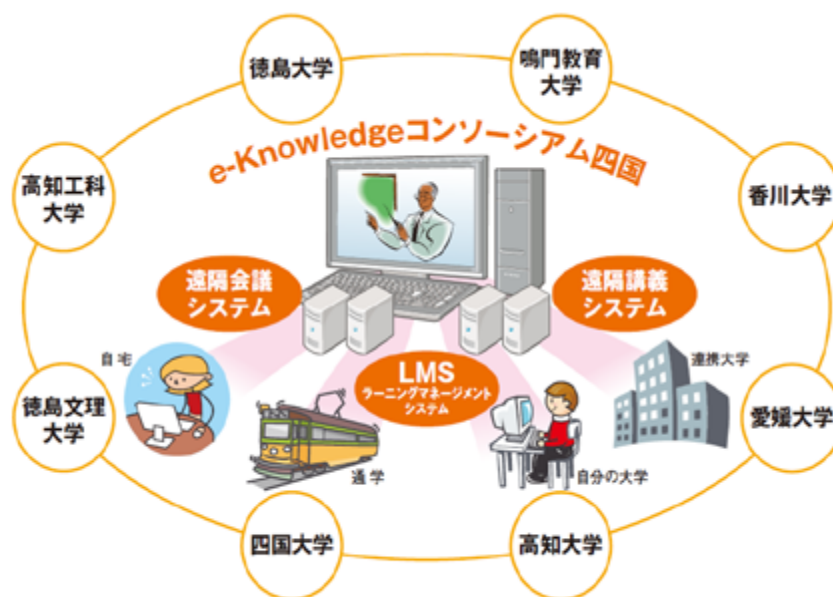 徳島大学
鳴門教育
大学
e-Knowledgeコンソーシアム四国
高知工科
大学
香川大学
遠隔会議
システム
遠隔講義
システム
自宅
LMS
ラーニングマネージメント
システム
連携大学
徳島文理
大学
愛媛大学
通学
自分の大学
四国大学
高知大学